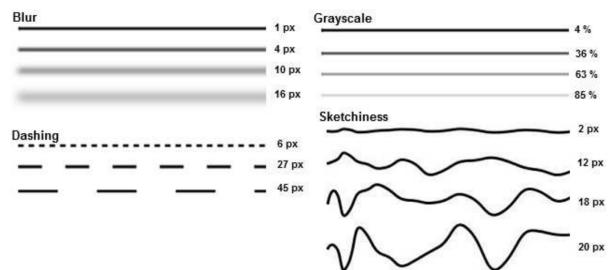 Blur
1 px
4 px
10 px
16 px
Dashing
6 px
27 px
45 px
Grayscale
4 %
36 %
63 %
85 %
Sketchiness
2 px
12 px
18 px
20 px